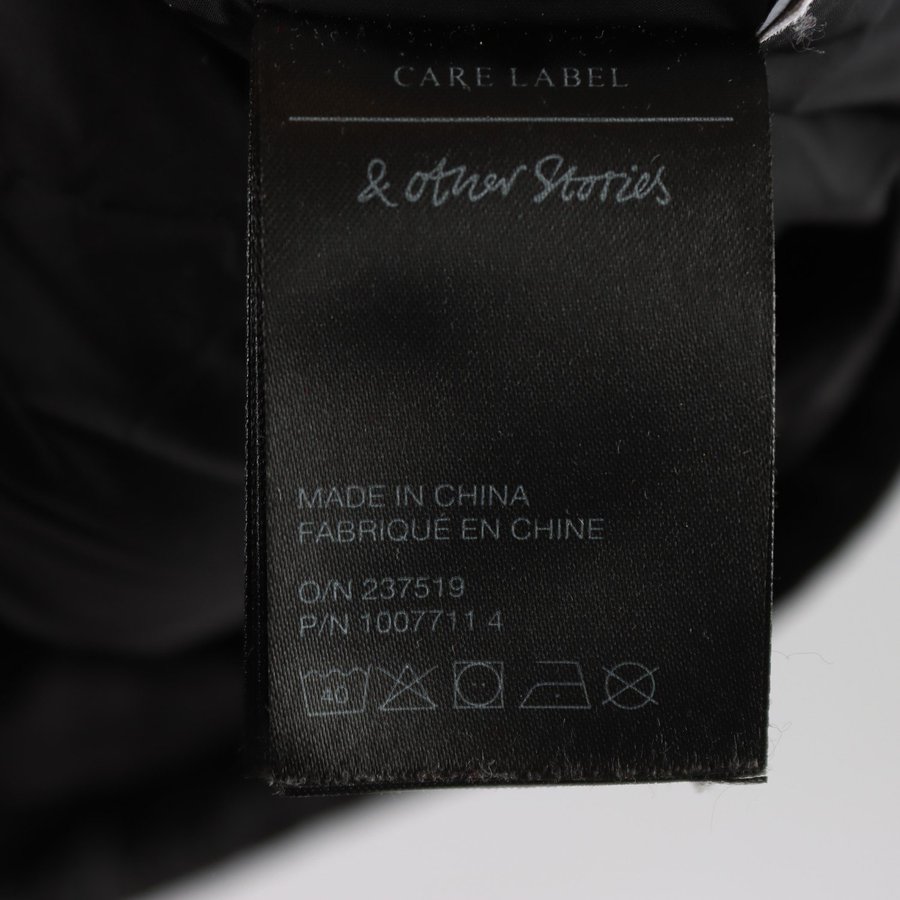 CARE LABEL
& other Stories
MADE IN CHINA
FABRIQUÉ EN CHINE
O/N 237519
P/N 1007711 4
40